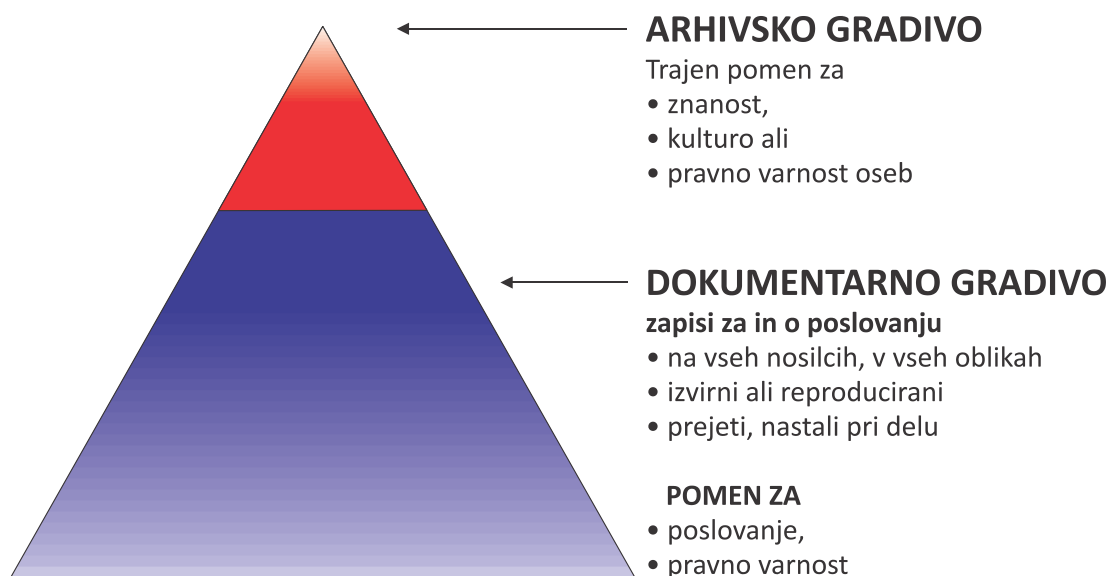 ARHIVSKO GRADIVO
Trajen pomen za
• znanost,
• kulturo ali
• pravno varnost oseb
DOKUMENTARNO GRADIVO
zapisi za in o poslovanju
• na vseh nosilcih, v vseh oblikah
• izvirni ali reproducirani
• prejeti, nastali pri delu
POMEN ZA
• poslovanje,
• pravno varnost